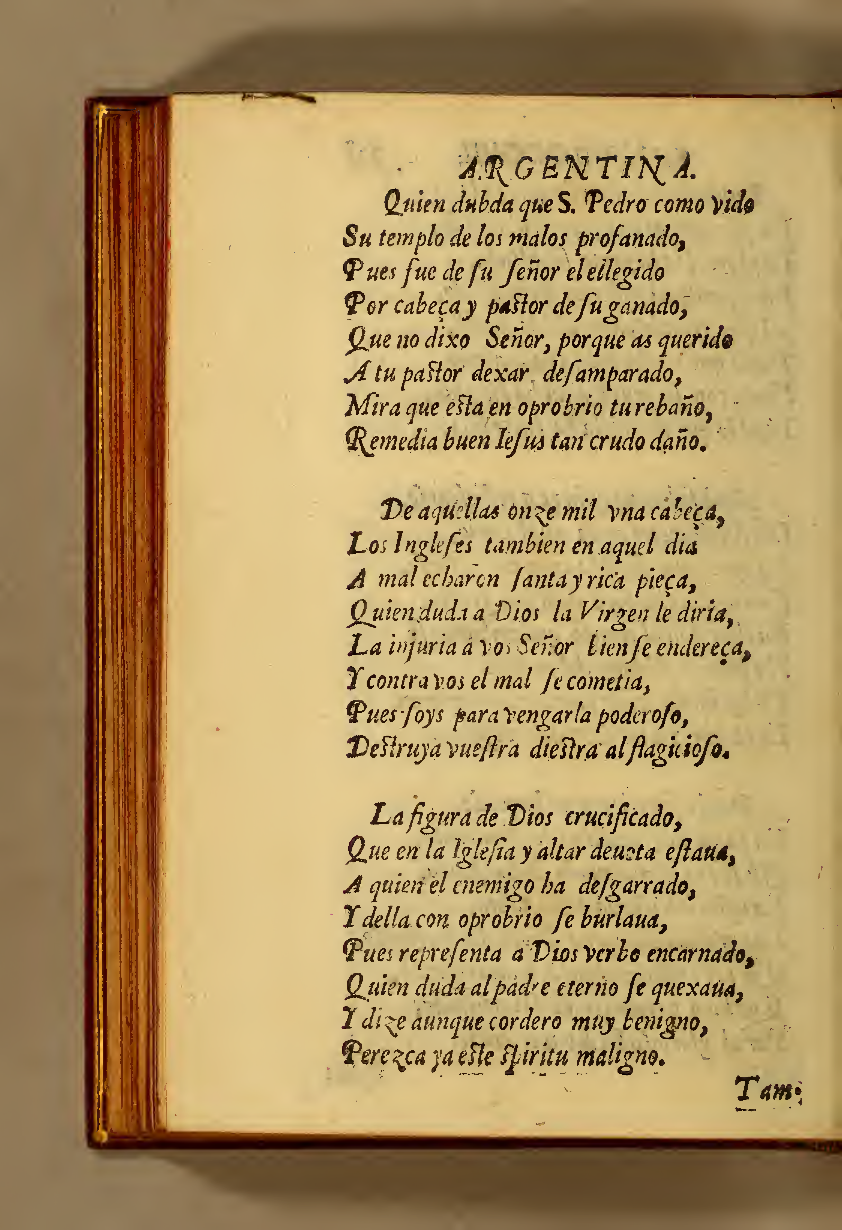 ARGENTINA.
Quien dubda que S. Pedro como vido
Su templo de los malos profanado,
Pues fue de ſu ſeñor el ellegido
Por cabeça y paſtor de ſu ganado,
Que no dixo Señor, porque as querido
A tu paſtor dexar deſamparado,
Mira que eſta en oprobrio tu rebaño,
Remedia buen Ieſus tan crudo daño.
De aquellas onze mil vna cabeça,
Los Ingleſes tambien en aquel dia
A mal echaron ſanta y rica pieça,
Quien duda a Dios la Virgen le diria,
La injuria a vos Señor bien ſe endereça,
Y contra vos el mal ſe cometia,
Pues ſoys para vengarla poderoſo,
Deſtruya vueſtra dieſtra al flagicioſo.
La figura de Dios crucificado,
Que en la Igleſia y altar deuota eſtaua,
A quien el enemigo ha deſgarrado,
Y della con oprobrio ſe burlaua,
Pues repreſenta a Dios verbo encarnado,
Quien duda al padre eterno ſe quexaua,
Y dize aunque cordero muy benigno,
Perezca ya eſte ſpiritu maligno.
Tam-